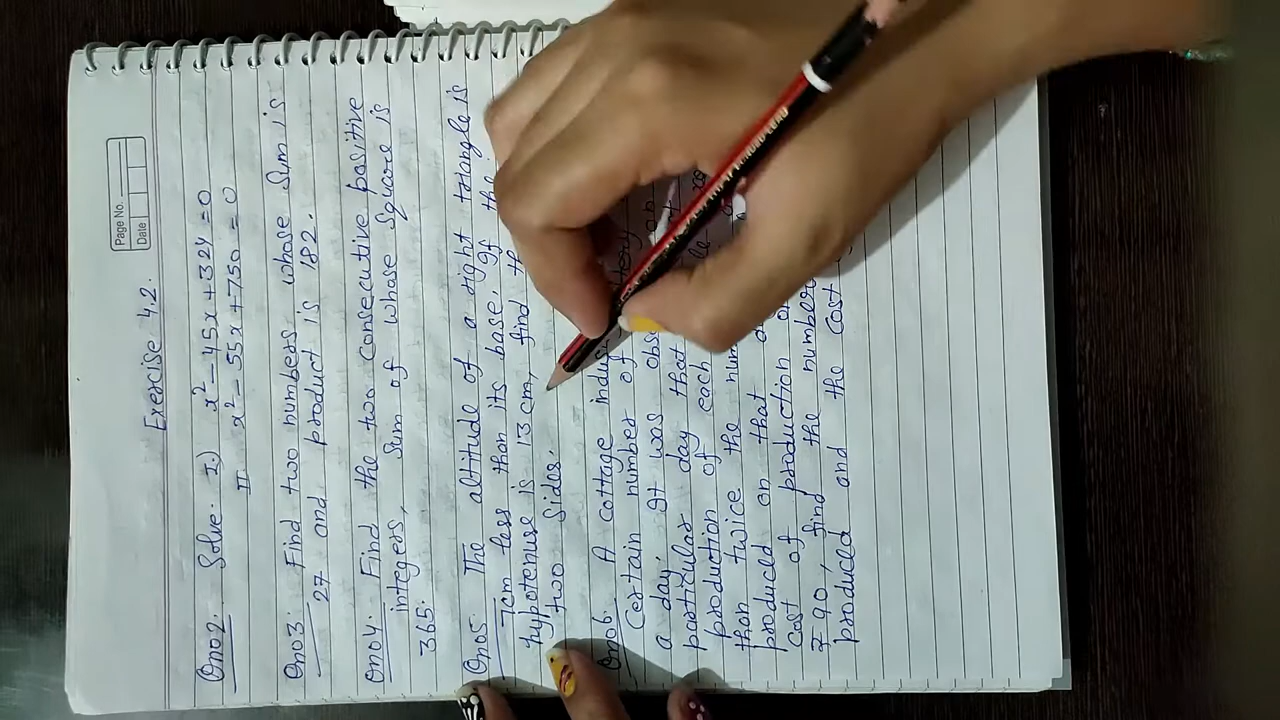 Page No.
Date
Exercise 4.2
Qno2. Solve. I) x² - 45x + 324 = 0
II x² - 55x + 750 = 0
Qno3. Find two numbers whose Sum is
27 and product is 182.
Qno4. Find the two consecutive positive
integers, Sum of whose Square is
365.
Qno5. The altitude of a right triangle is
7cm less than its base. If the
hypotenuse is 13 cm, find
two sides.
Qno6. A cottage
Certain number of
a day. It was
particular day that
production of each
than twice the
produced on that
Cost of production
₹ 90, find the number
produced and the cost